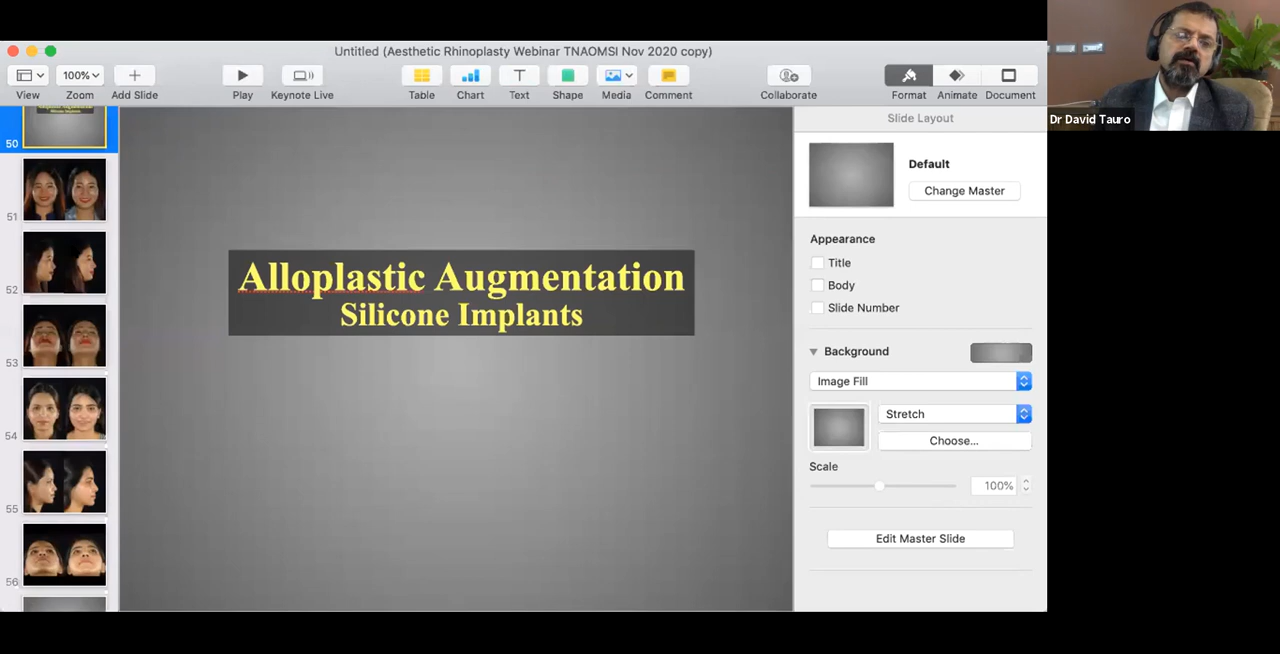 Untitled (Aesthetic Rhinoplasty Webinar TNAOMSI Nov 2020 copy)
100%
View
Zoom
Add Slide
Play
Keynote Live
Table
Chart
Text
Shape
Media
Comment
Collaborate
Format
Animate
Document
Dr David Tauro
50
51
52
53
54
55
56
Alloplastic Augmentation
Silicone Implants
Slide Layout
Default
Change Master
Appearance
Title
Body
Slide Number
Background
Image Fill
Stretch
Choose...
Scale
100%
Edit Master Slide